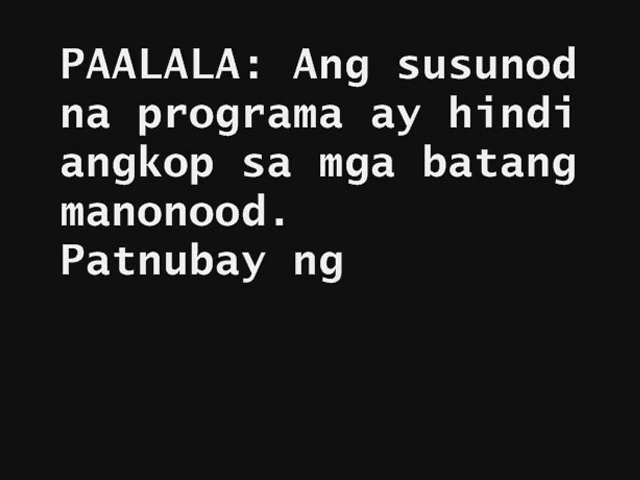 PAALALA: Ang susunod
na programa ay hindi
angkop sa mga batang
manonood.
Patnubay ng